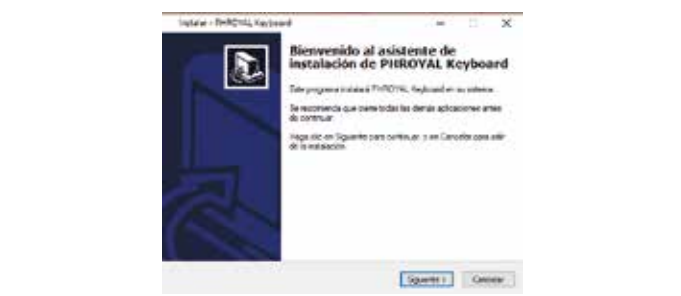 Instalar - PHROYAL Keyboard
Bienvenido al asistente de
instalación de PHROYAL Keyboard
Este programa instalará PHROYAL Keyboard en su sistema.
Se recomienda que cierre todas las demás aplicaciones antes
de continuar.
Haga clic en Siguiente para continuar o en Cancelar para salir
de la instalación.
Siguiente >
Cancelar